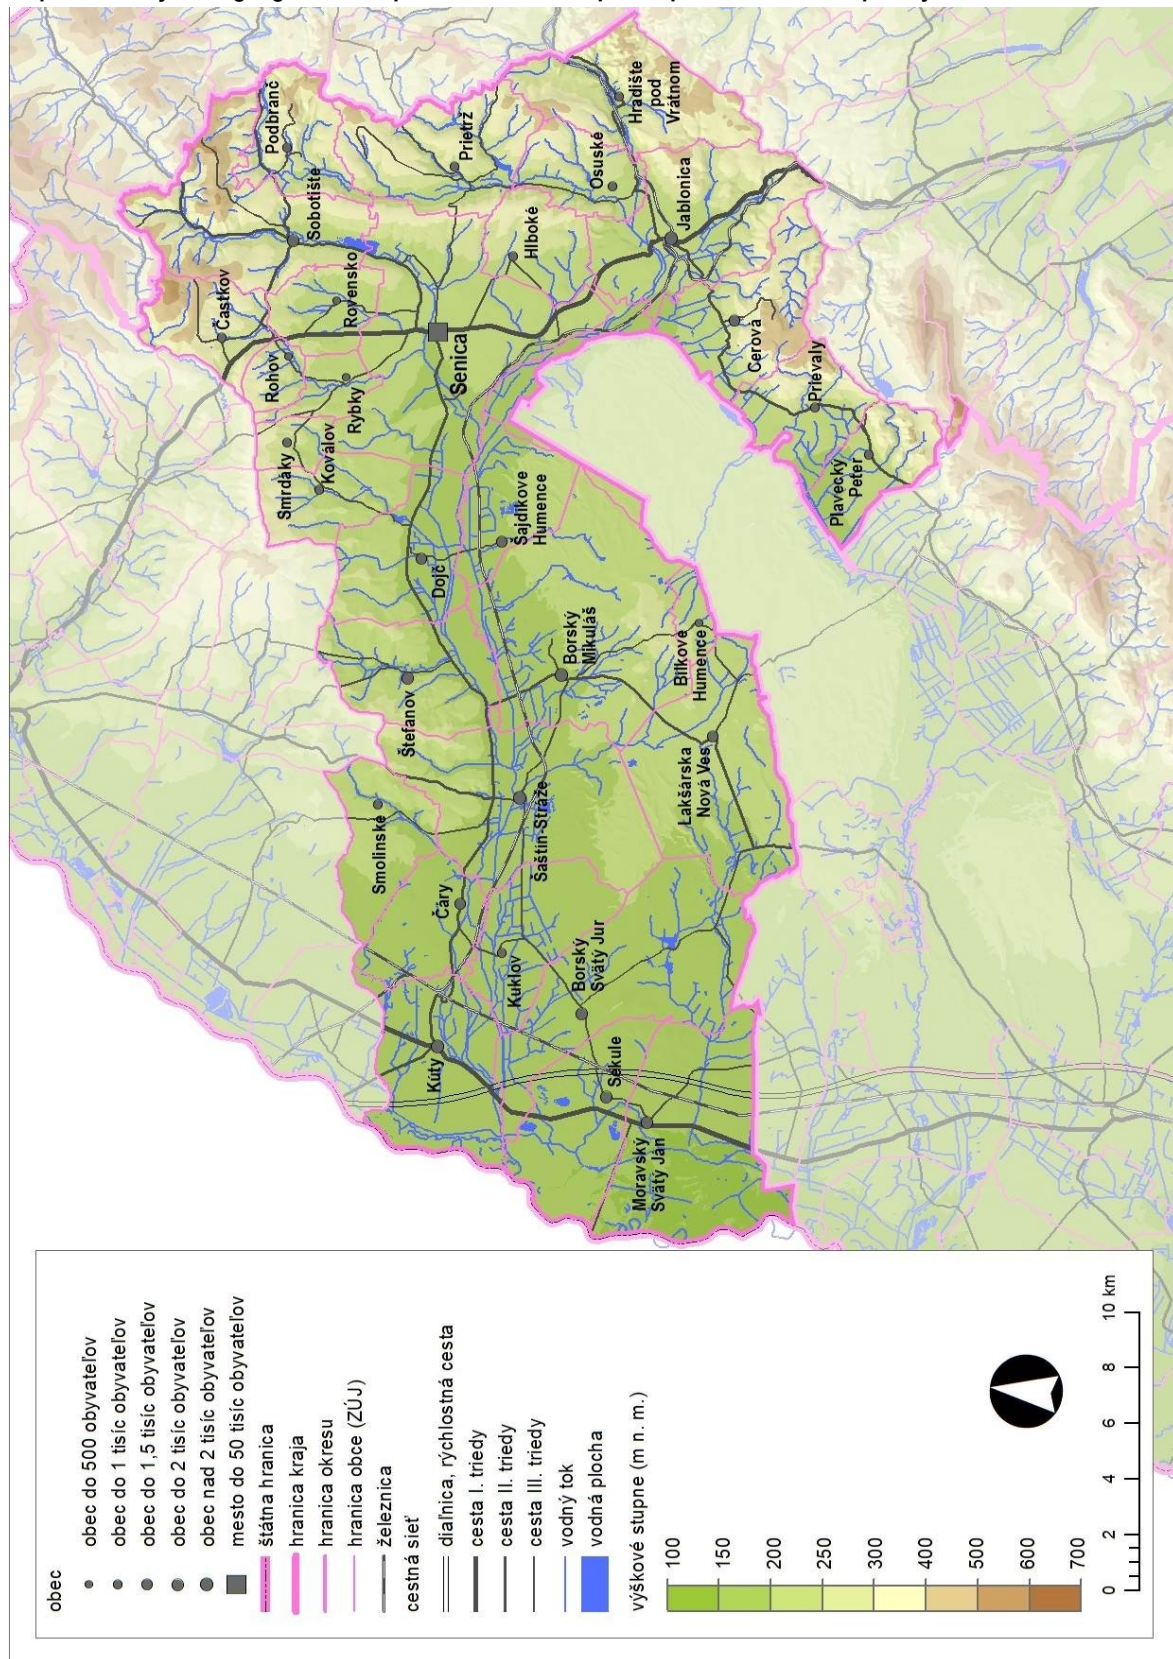 Podbranč
Sobotište
Častkov
Prietrž
Hradište
pod
Vrátnom
Osuské
Jablonica
Hlboké
Rovensko
Rohov
Rybky
Senica
Smrdáky
Koválov
Cerová
Prievaly
Plavecký
Peter
Šajdíkove
Humence
Dojč
Štefanov
Borský
Mikuláš
Bílkove
Humence
Lakšárska
Nová Ves
Šaštín-Stráže
Smolinské
Čáry
Kuklov
Borský
Svätý Jur
Kúty
Sekule
Moravský
Svätý Ján
obec
obec do 500 obyvateľov
obec do 1 tisíc obyvateľov
obec do 1,5 tisíc obyvateľov
obec do 2 tisíc obyvateľov
obec nad 2 tisíc obyvateľov
mesto do 50 tisíc obyvateľov
štátna hranica
hranica kraja
hranica okresu
hranica obce (ZÚJ)
železnica
cestná sieť
diaľnica, rýchlostná cesta
cesta I. triedy
cesta II. triedy
cesta III. triedy
vodný tok
vodná plocha
výškové stupne (m n. m.)
100
150
200
250
300
400
500
600
700
0 2 4 6 8 10 km